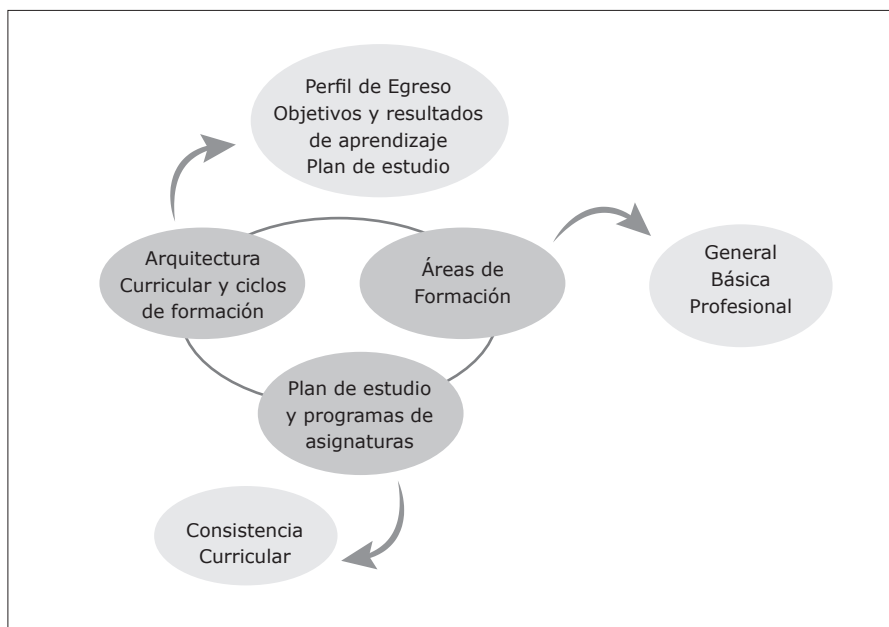 Perfil de Egreso
Objetivos y resultados
de aprendizaje
Plan de estudio
Arquitectura
Curricular y ciclos
de formación
Áreas de
Formación
General
Básica
Profesional
Plan de estudio
y programas de
asignaturas
Consistencia
Curricular